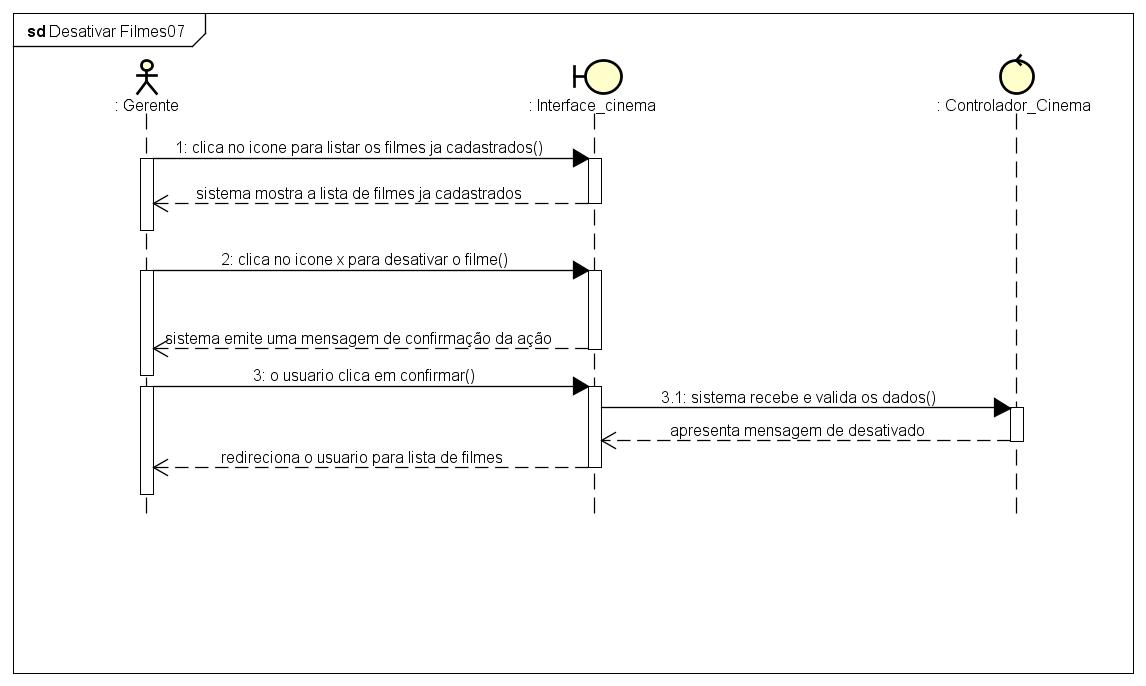 sd Desativar Filmes07
: Gerente
: Interface_cinema
: Controlador_Cinema
1: clica no icone para listar os filmes ja cadastrados()
sistema mostra a lista de filmes ja cadastrados
2: clica no icone x para desativar o filme()
sistema emite uma mensagem de confirmação da ação
3: o usuario clica em confirmar()
3.1: sistema recebe e valida os dados()
apresenta mensagem de desativado
redireciona o usuario para lista de filmes